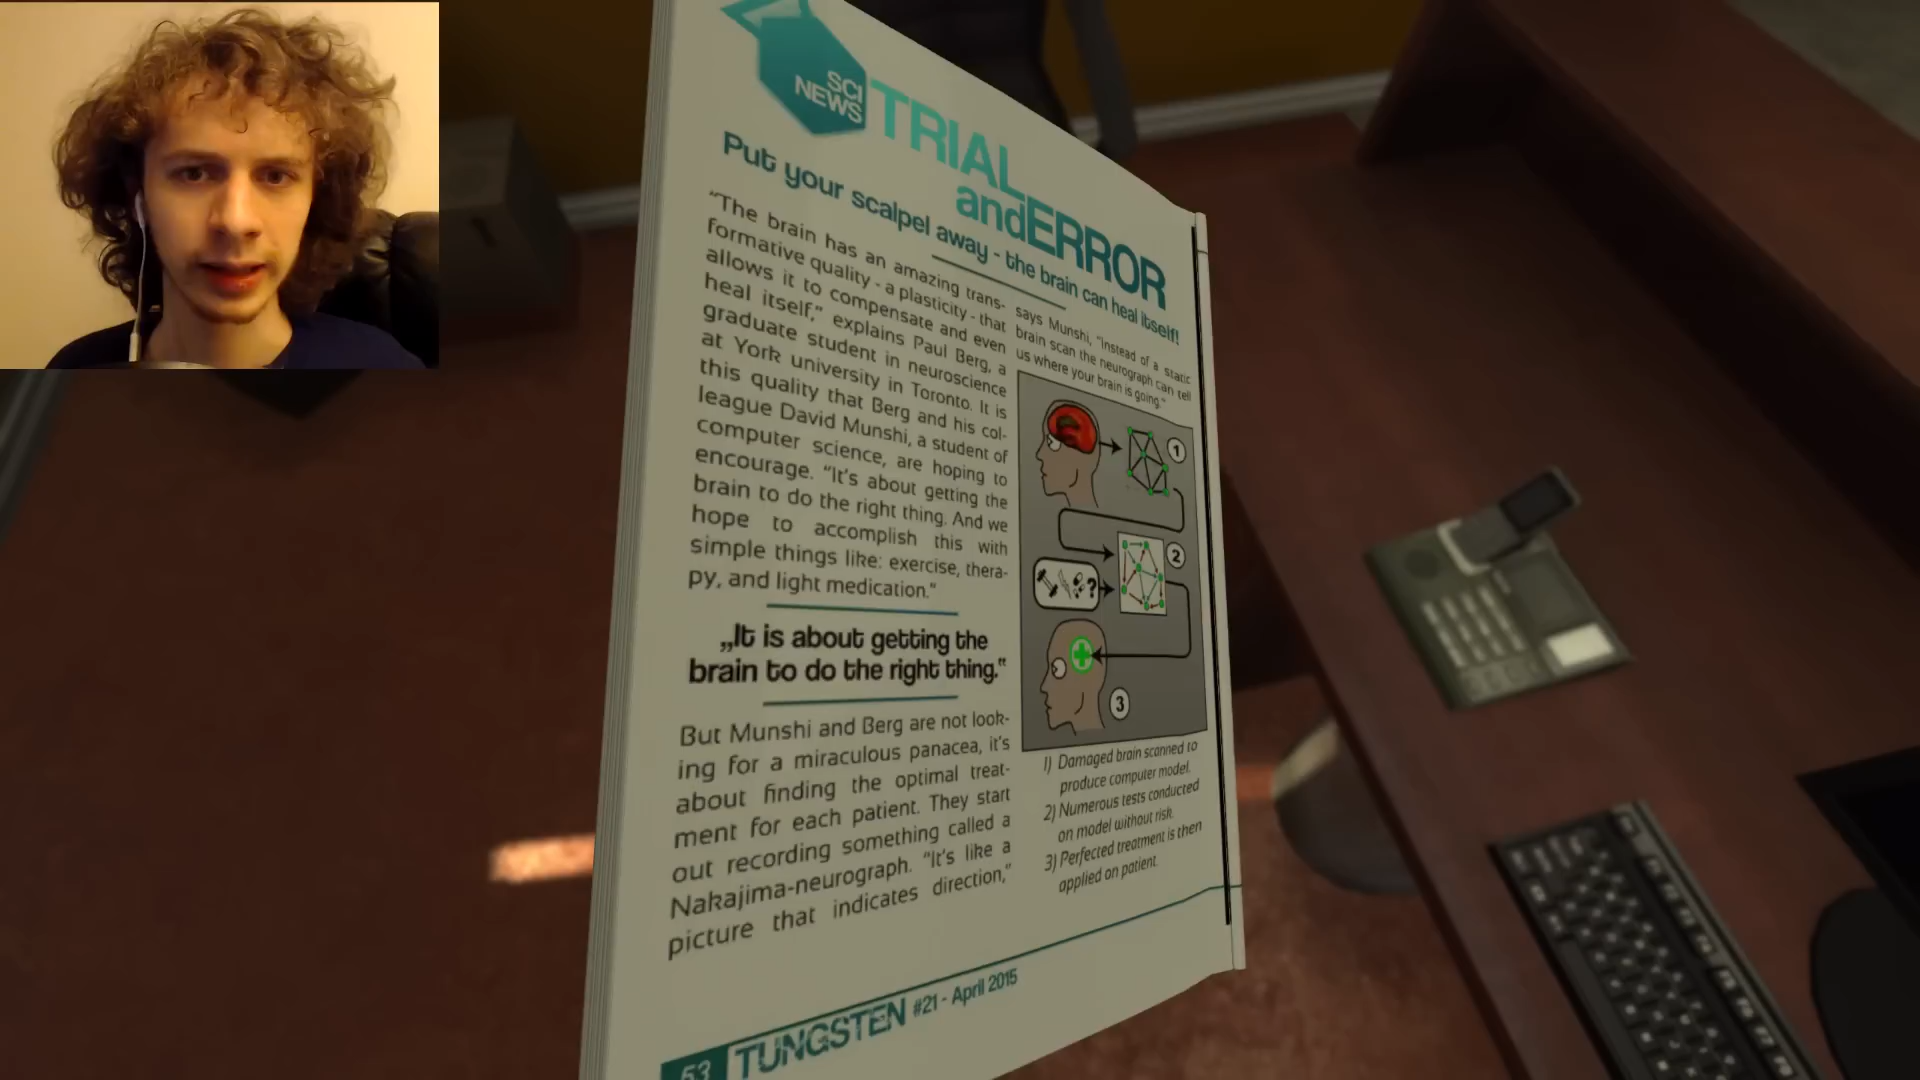 SCI
NEWS
TRIAL
andERROR
Put your scalpel away - the brain can heal itself!
"The brain has an amazing trans-
formative quality - a plasticity - that
allows it to compensate and even
heal itself," explains Paul Berg, a
graduate student in neuroscience
at York university in Toronto. It is
this quality that Berg and his col-
league David Munshi, a student of
computer science, are hoping to
encourage. "It's about getting the
brain to do the right thing. And we
hope to accomplish this with
simple things like: exercise, thera-
py, and light medication."
„It is about getting the
brain to do the right thing."
But Munshi and Berg are not look-
ing for a miraculous panacea, it's
about finding the optimal treat-
ment for each patient. They start
out recording something called a
Nakajima-neurograph. "It's like a
picture that indicates direction,"
says Munshi, "instead of a static
brain scan the neurograph can tell
us where your brain is going."
1
2
?
3
1) Damaged brain scanned to
produce computer model.
2) Numerous tests conducted
on model without risk.
3) Perfected treatment is then
applied on patient.
53 TUNGSTEN #21 - April 2015